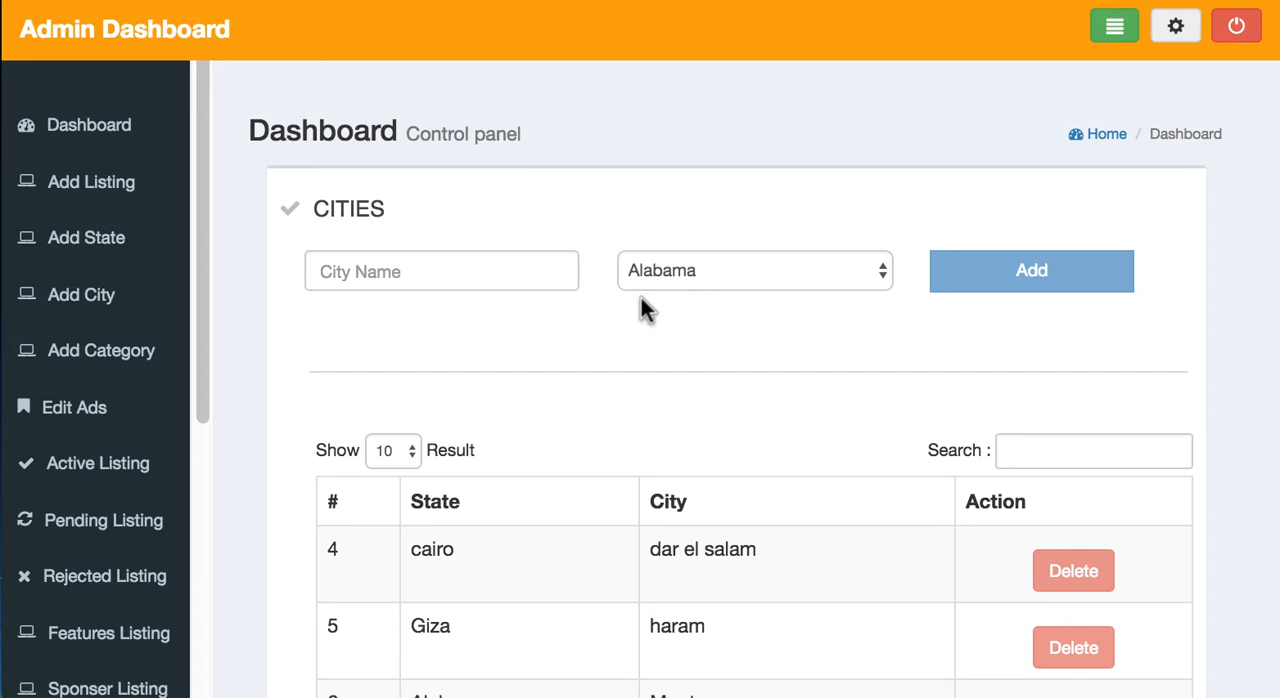 Admin Dashboard
Dashboard
Add Listing
Add State
Add City
Add Category
Edit Ads
Active Listing
Pending Listing
Rejected Listing
Features Listing
Sponser Listing
Dashboard Control panel
Home / Dashboard
CITIES
City Name
Alabama
Add
Show 10 Result
Search :
# State City Action
4 cairo dar el salam Delete
5 Giza haram Delete